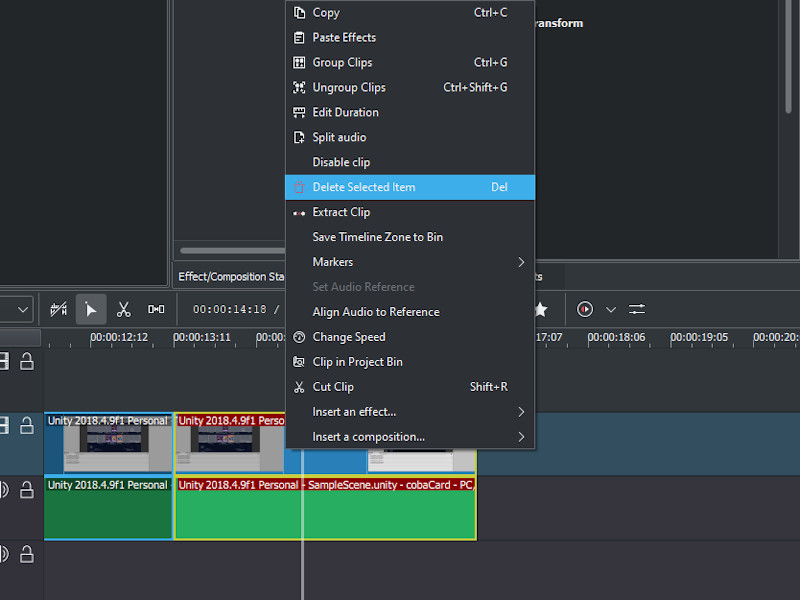 Copy Ctrl+C
ransform
Paste Effects
Group Clips Ctrl+G
Ungroup Clips Ctrl+Shift+G
Edit Duration
Split audio
Disable clip
Delete Selected Item Del
Extract Clip
Save Timeline Zone to Bin
Markers
Effect/Composition Sta
ts
Set Audio Reference
00:00:14:18 /
Align Audio to Reference
00:00:12:12 00:00:13:11 00:00: 17:07 00:00:18:06 00:00:19:05 00:00:20:0
Change Speed
Clip in Project Bin
Cut Clip Shift+R
Insert an effect...
Unity 2018.4.9f1 Personal Unity 2018.4.9f1 Perso
Insert a composition...
Unity 2018.4.9f1 Personal - Unity 2018.4.9f1 Personal - SampleScene.unity - cobaCard - PC,